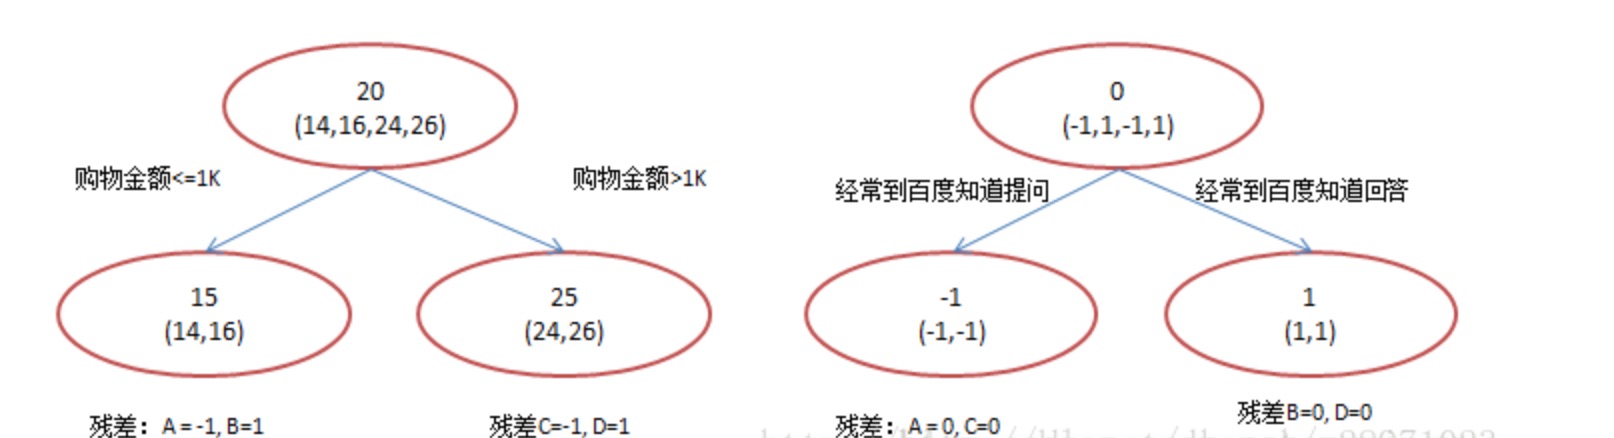 20
(14,16,24,26)
购物金额<=1K
购物金额>1K
15
(14,16)
25
(24,26)
残差：A = -1, B=1
残差C=-1, D=1
0
(-1,1,-1,1)
经常到百度知道提问
经常到百度知道回答
-1
(-1,-1)
1
(1,1)
残差：A = 0, C=0
残差B=0, D=0